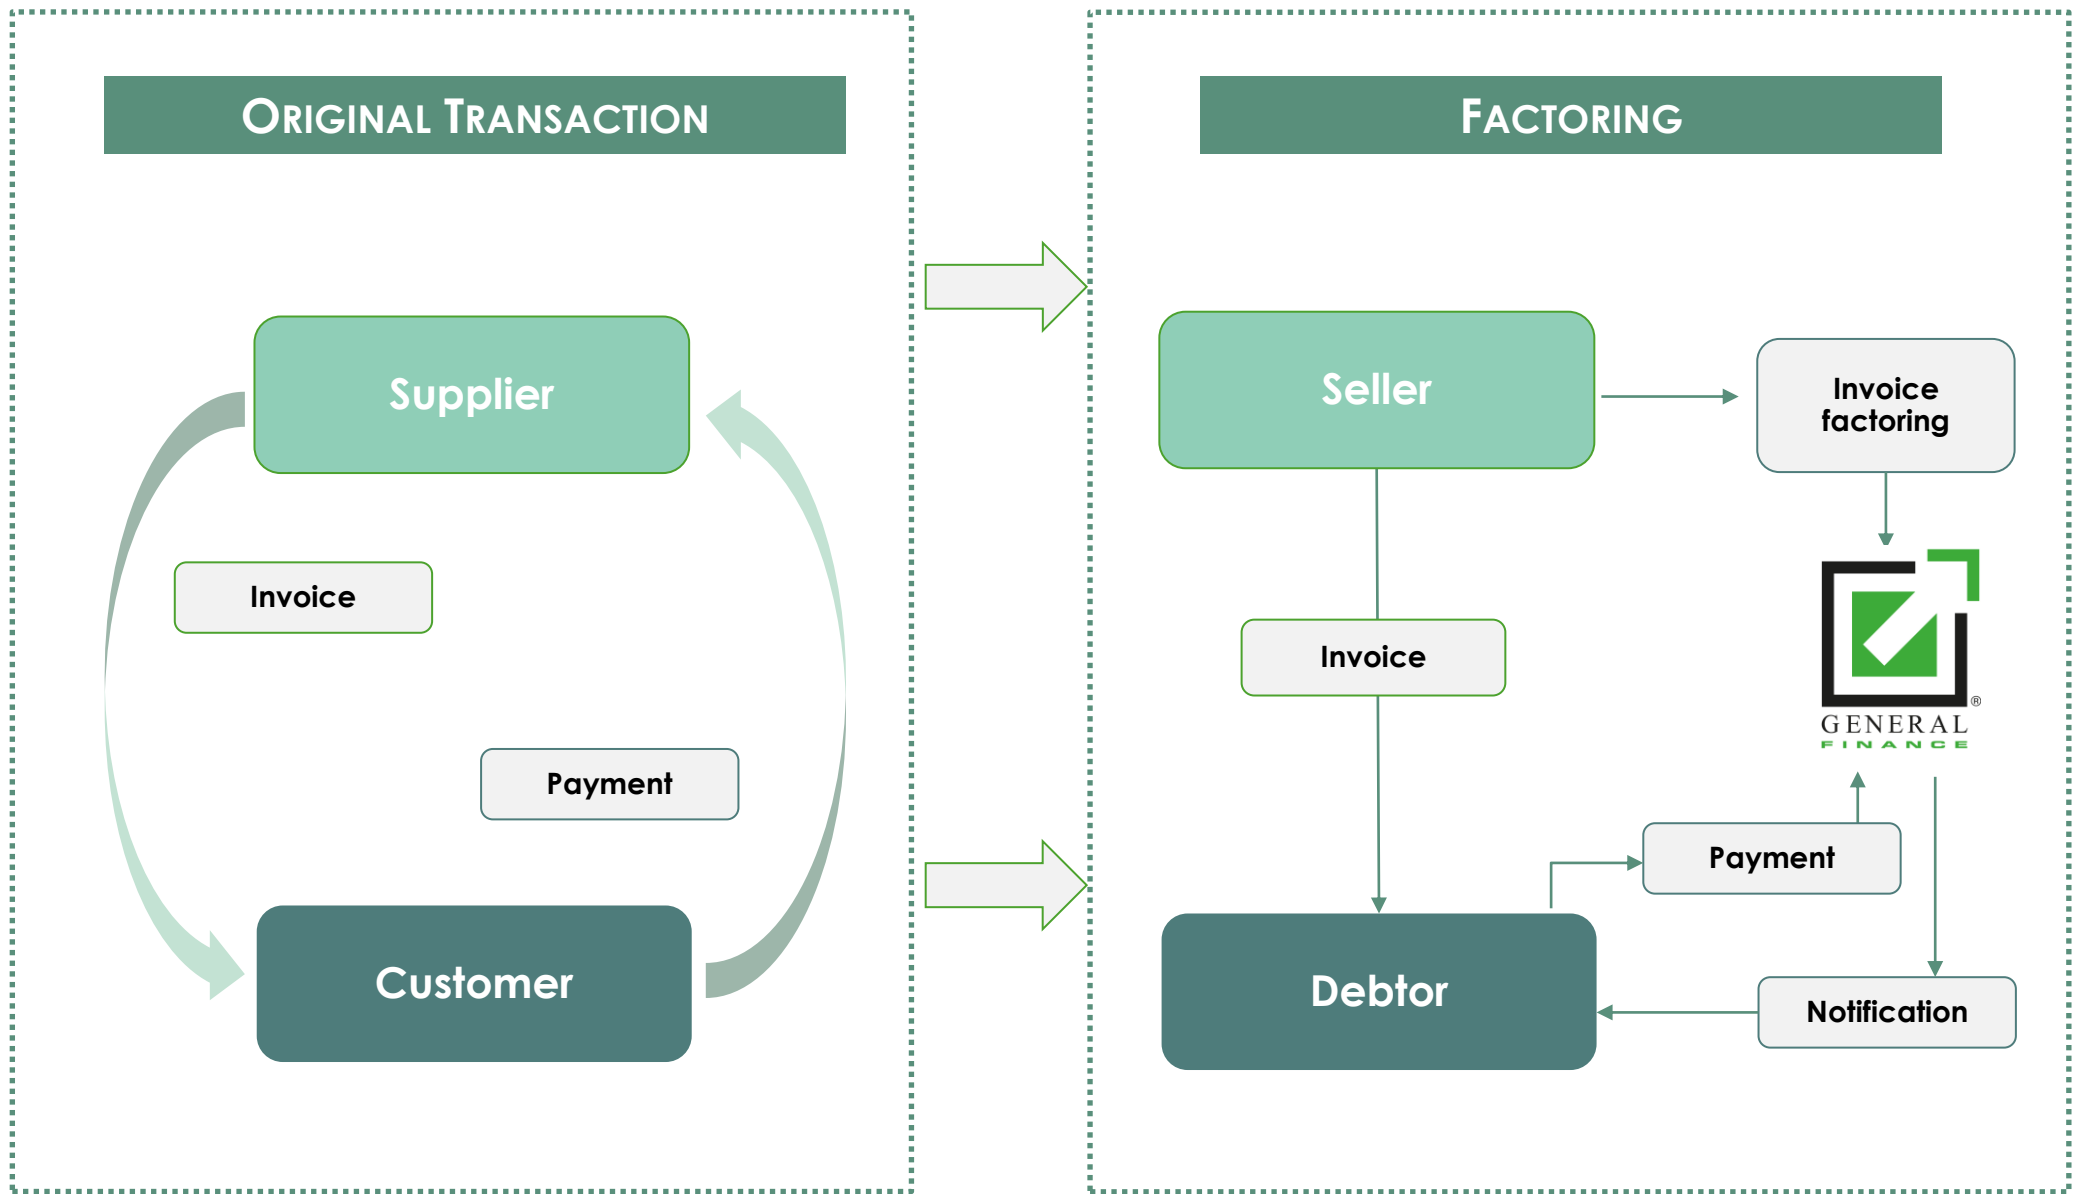 ORIGINAL TRANSACTION
Supplier
Invoice
Payment
Customer
FACTORING
Seller
Invoice
factoring
Invoice
GENERAL
FINANCE
®
Payment
Debtor
Notification